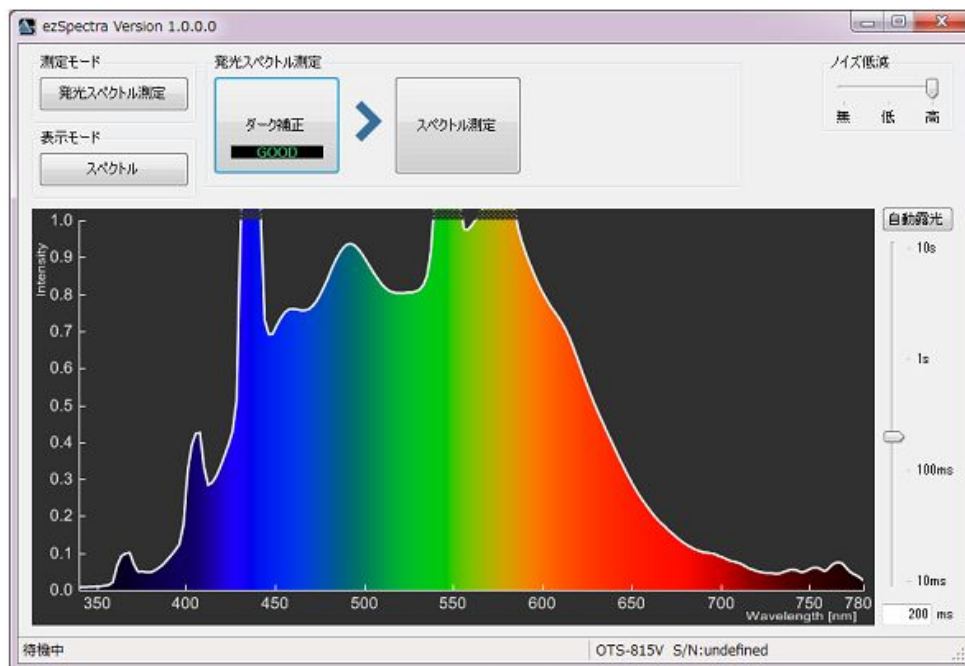 ezSpectra Version 1.0.0.0
測定モード
発光スペクトル測定
表示モード
スペクトル
発光スペクトル測定
ダーク補正
GOOD
スペクトル測定
ノイズ低減
無 低 高
自動露光
10s
1s
100ms
10ms
200 ms
Intensity
1.0
0.9
0.8
0.7
0.6
0.5
0.4
0.3
0.2
0.1
0.0
350 400 450 500 550 600 650 700 750 780
Wavelength [nm]
待機中
OTS-815V S/N:undefined